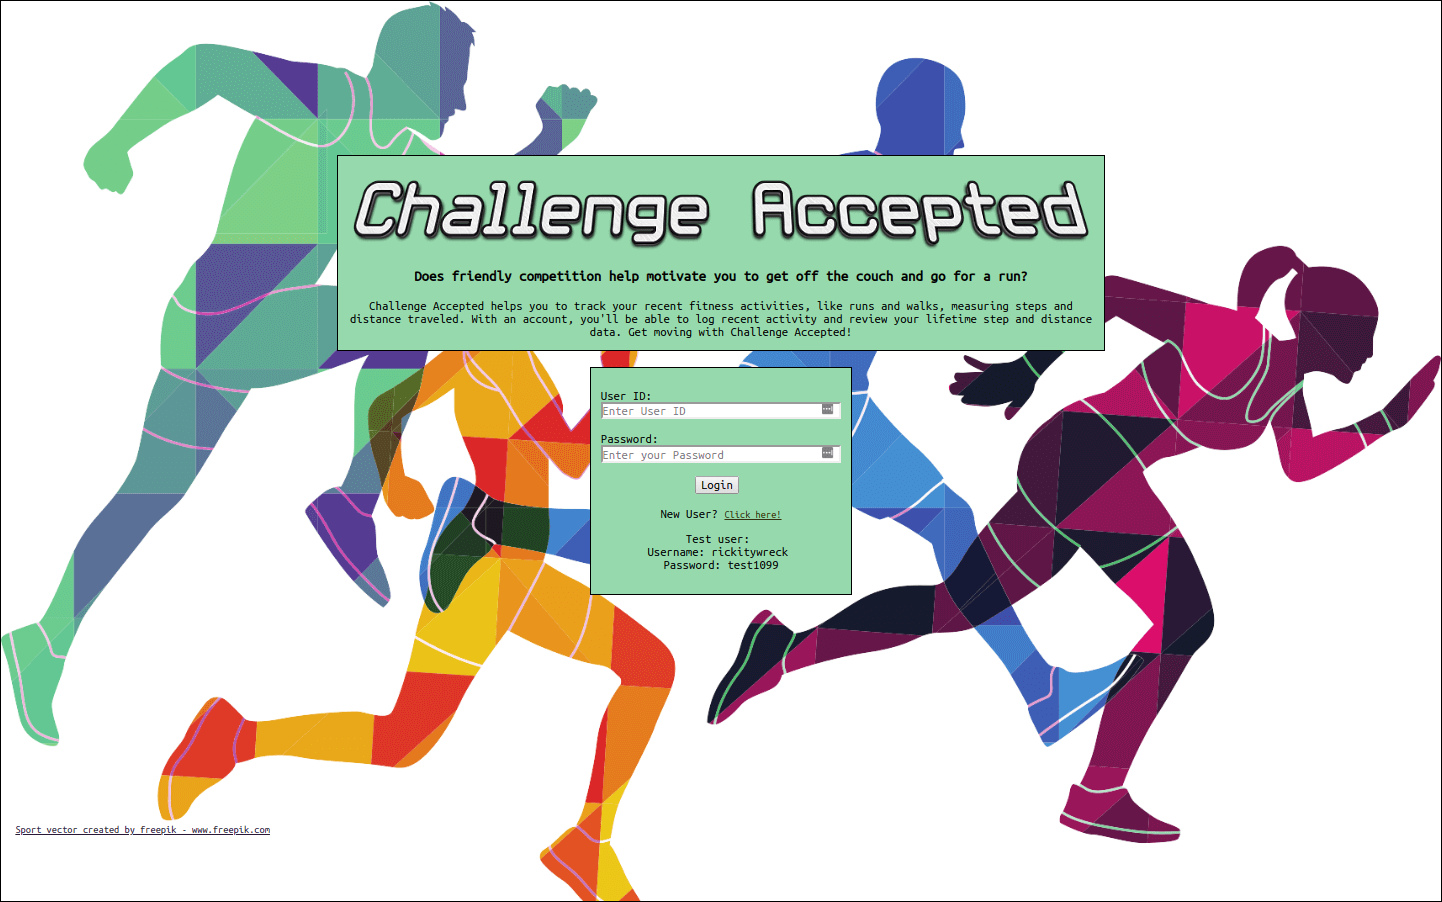 Challenge Accepted
Does friendly competition help motivate you to get off the couch and go for a run?
Challenge Accepted helps you to track your recent fitness activities, like runs and walks, measuring steps and
distance traveled. With an account, you'll be able to log recent activity and review your lifetime step and distance
data. Get moving with Challenge Accepted!
User ID:
Enter User ID
Password:
Enter your Password
Login
New User? Click here!
Test user:
Username: rickitywreck
Password: test1099
Sport vector created by freepik - www.freepik.com